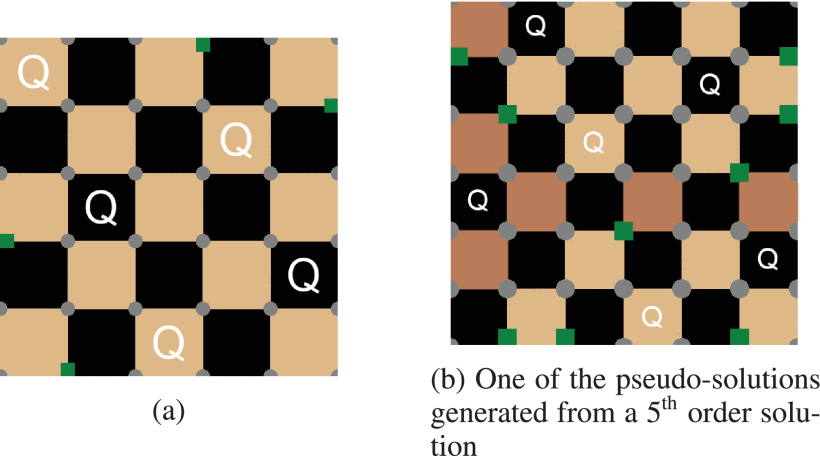 Q
Q
Q
Q
Q
(a)
Q
Q
Q
Q
Q
Q
(b) One of the pseudo-solutions
generated from a 5th order solu-
tion